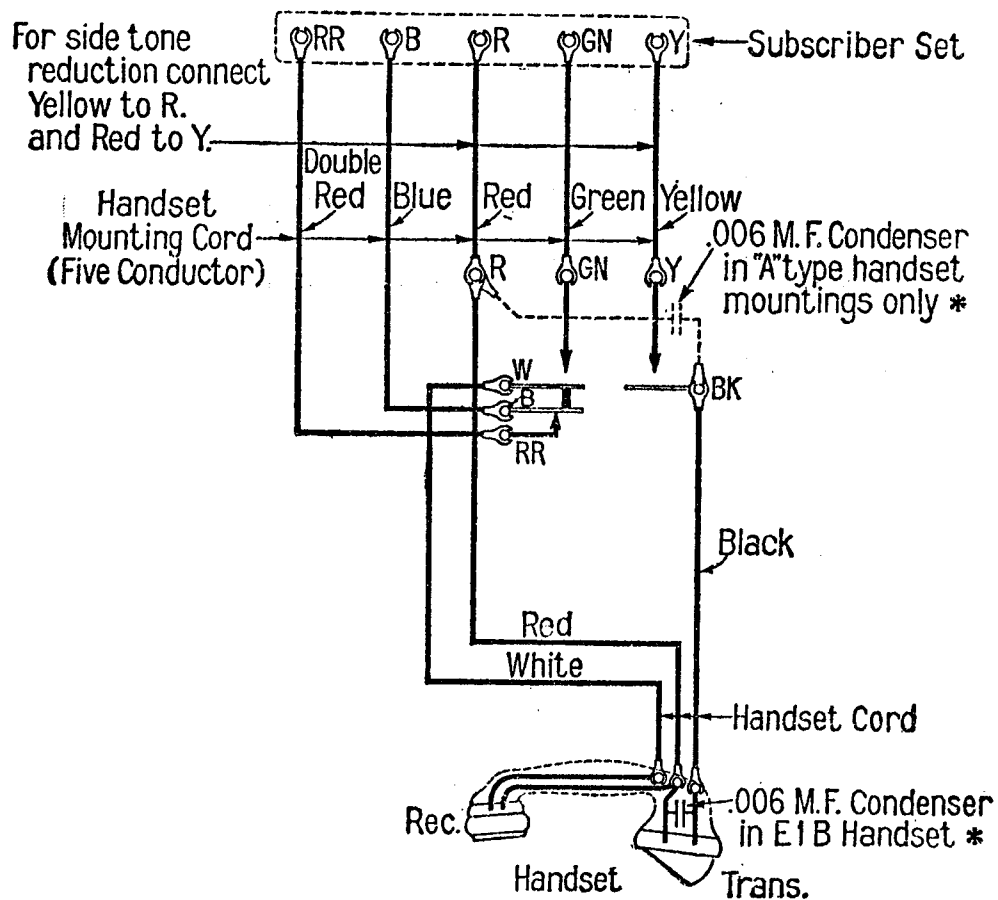 RR B R GN Y Subscriber Set
For side tone
reduction connect
Yellow to R.
and Red to Y.
Double
Red Blue Red Green Yellow
Handset
Mounting Cord
(Five Conductor)
.006 M.F. Condenser
in "A" type handset
mountings only *
R GN Y
W
B
RR
BK
Black
Red
White
Handset Cord
Rec.
.006 M.F. Condenser
in E1B Handset *
Handset
Trans.